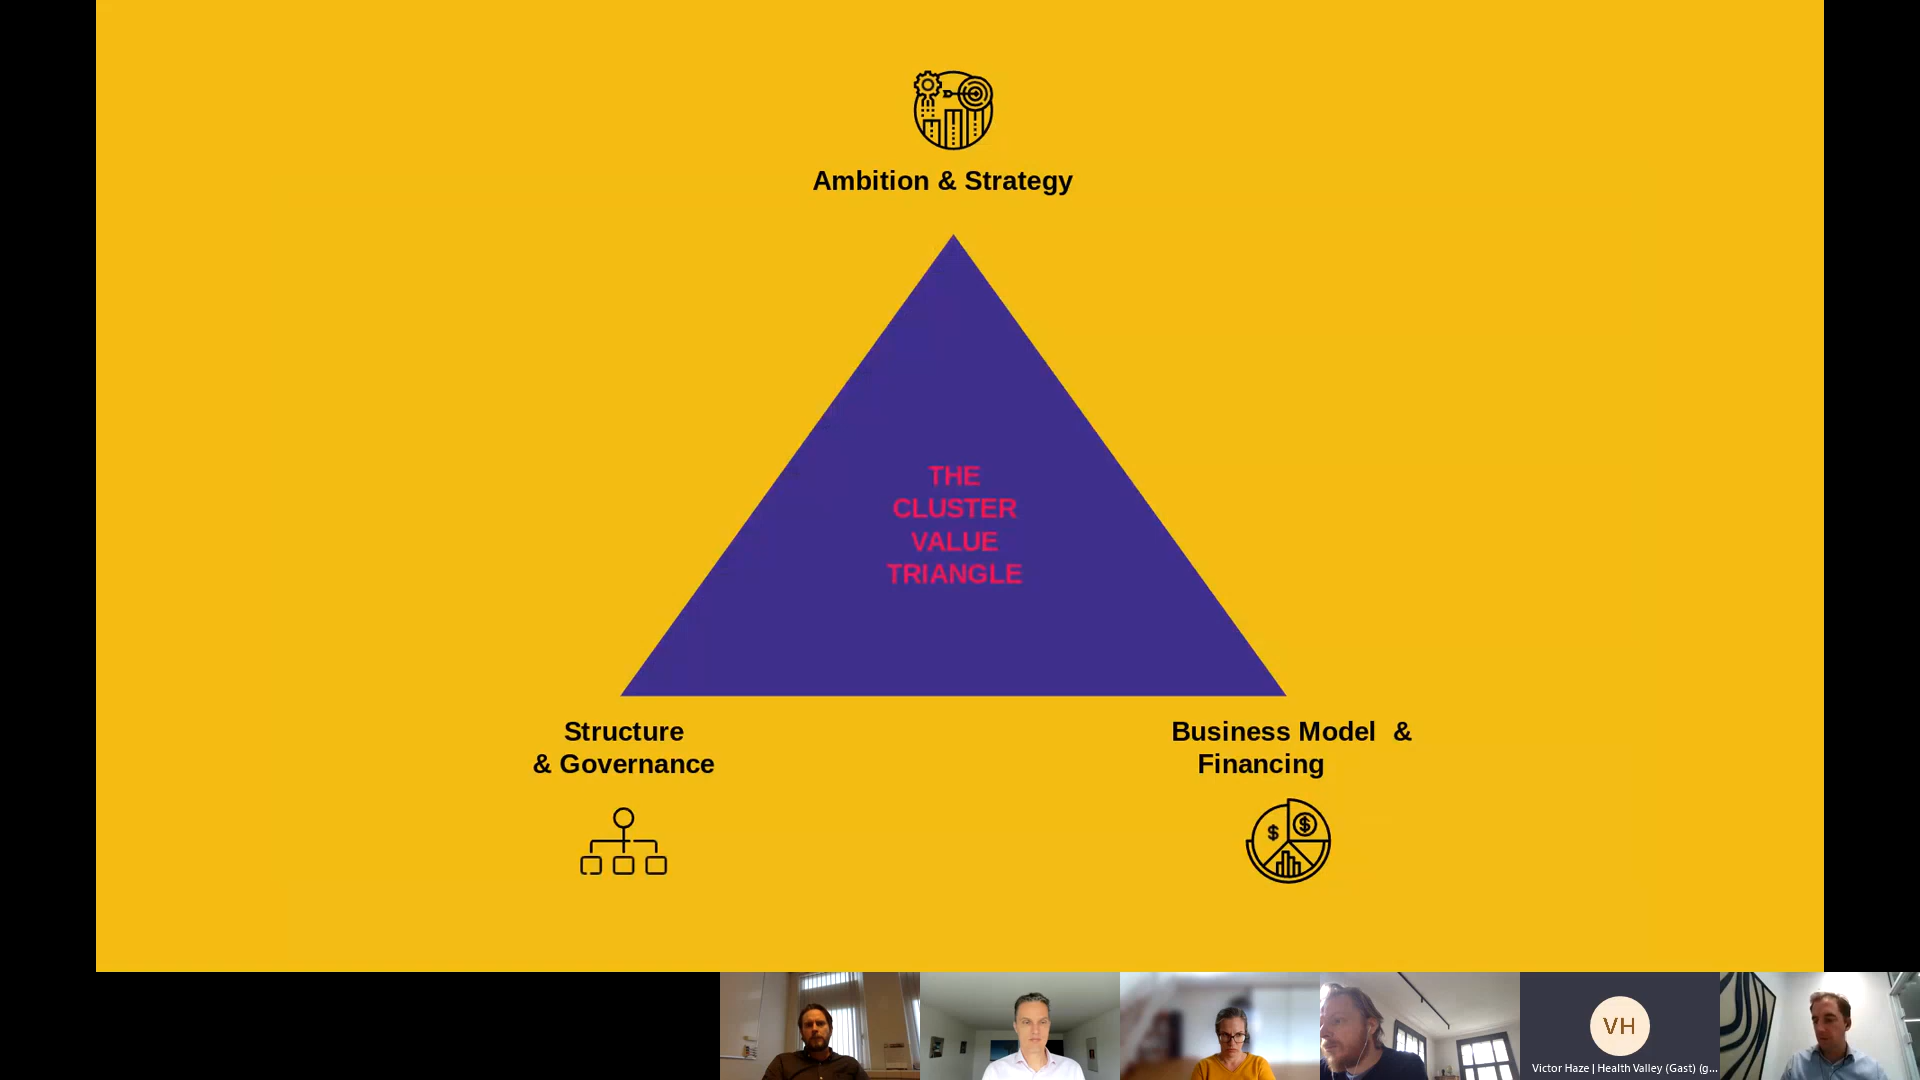 Ambition & Strategy
THE
CLUSTER
VALUE
TRIANGLE
Structure
& Governance
Business Model &
Financing
$
$
VH
Victor Haze | Health Valley (Gast) (g...